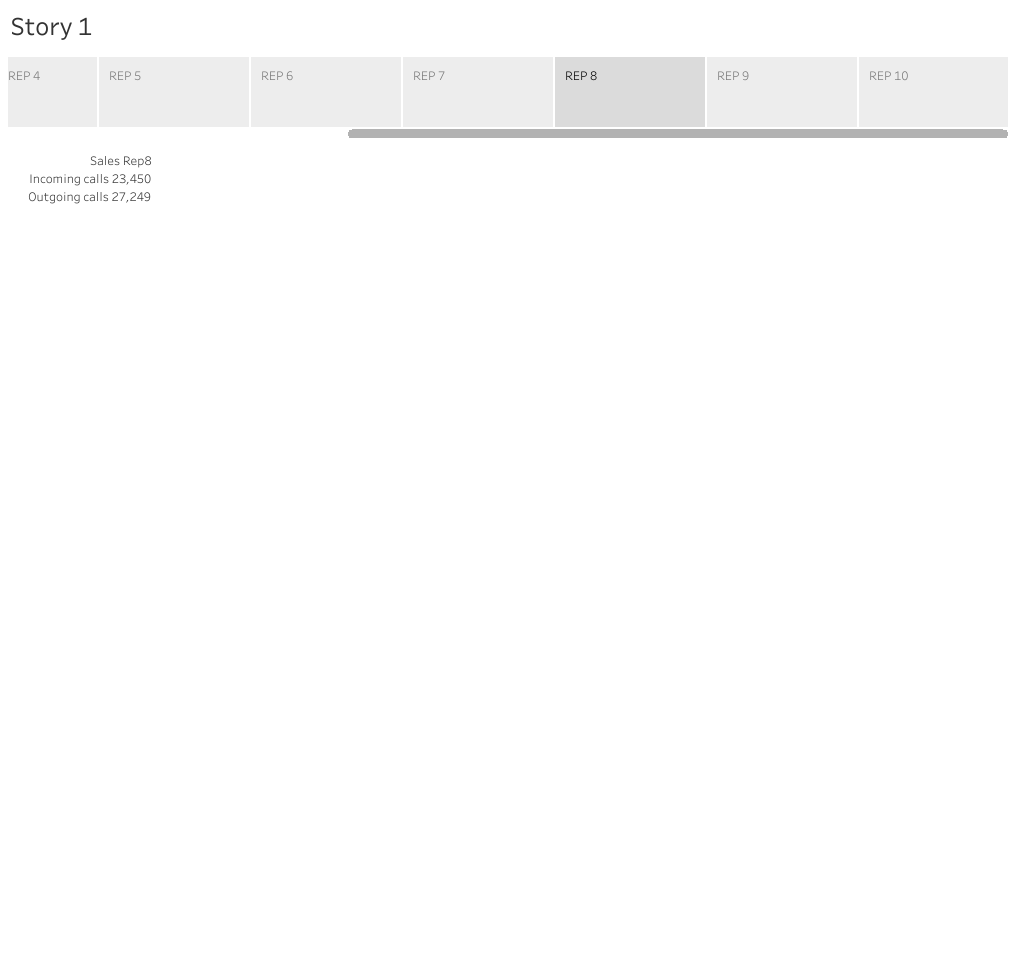 Story 1
REP 4 REP 5 REP 6 REP 7 REP 8 REP 9 REP 10
Sales Rep8
Incoming calls 23,450
Outgoing calls 27,249